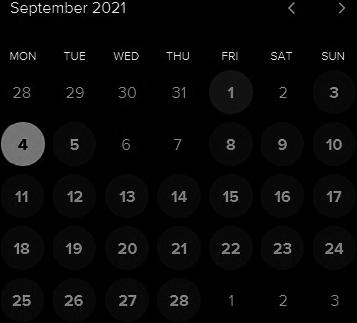 September 2021
MON TUE WED THU FRI SAT SUN
28 29 30 31 1 2 3
4 5 6 7 8 9 10
11 12 13 14 15 16 17
18 19 20 21 22 23 24
25 26 27 28 1 2 3